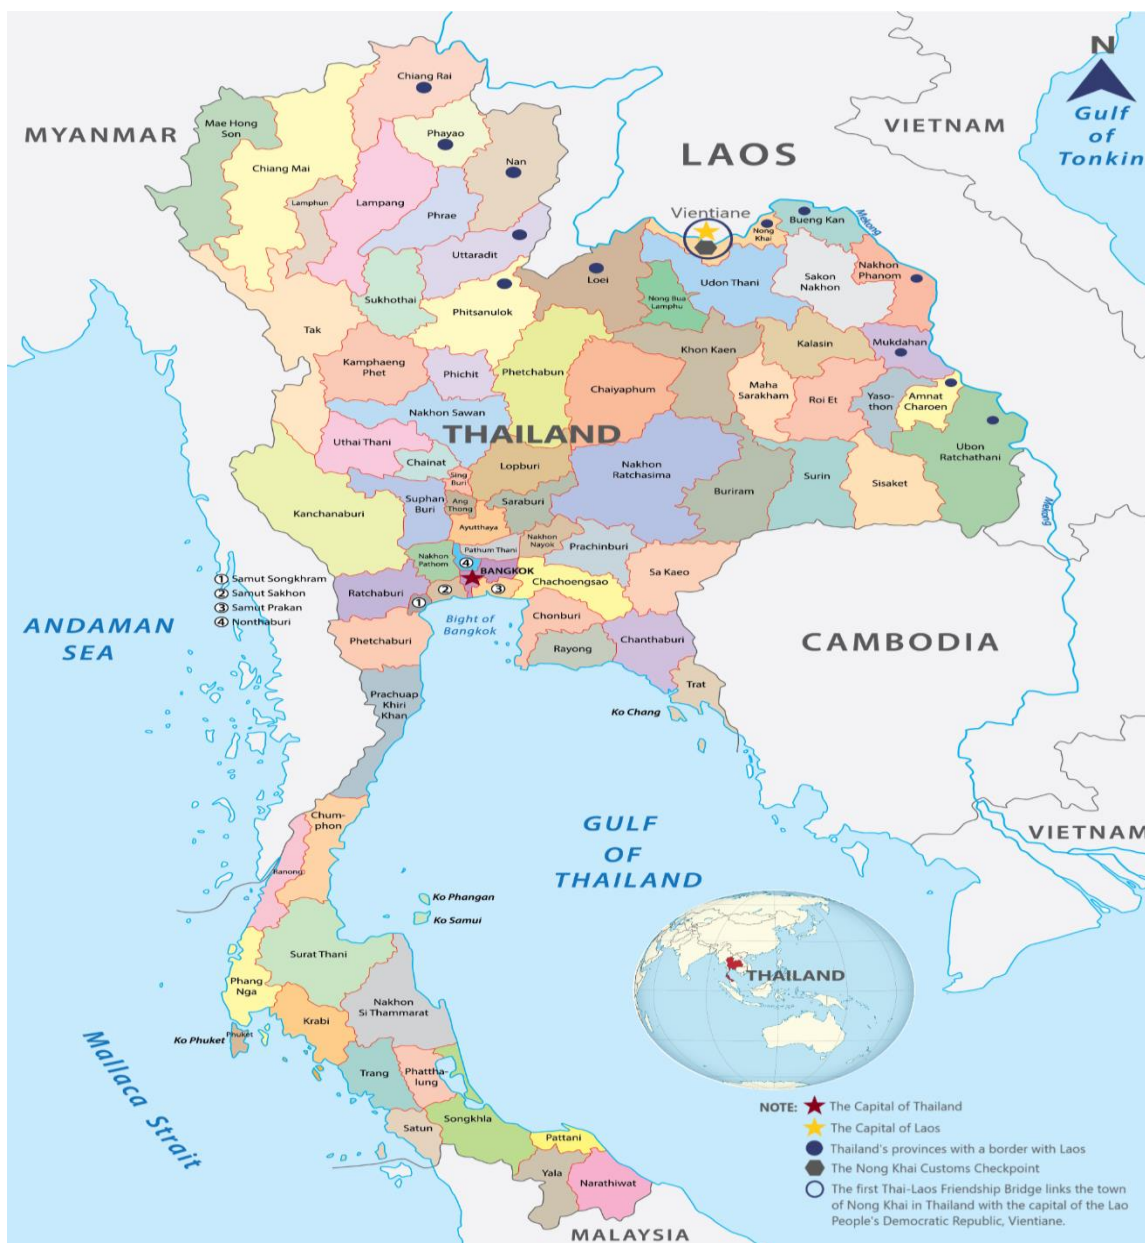 N
Gulf
of
Tonkin
MYANMAR
VIETNAM
LAOS
Chiang Rai
Mae Hong
Son
Phayao
Chiang Mai
Nan
Lamphun
Lampang
Phrae
Vientiane
Bueng Kan
Mekong
Nong
Khai
Uttaradit
Loei
Udon Thani
Nakhon
Phanom
Sakon
Nakhon
Sukhothai
Phitsanulok
Nong Bua
Lamphu
Tak
Khon Kaen
Kalasin
Mukdahan
Kamphaeng
Phet
Phichit
Phetchabun
Chaiyaphum
Maha
Sarakham
Roi Et
Yaso-
thon
Amnat
Charoen
Nakhon Sawan
THAILAND
Uthai Thani
Chainat
Lopburi
Nakhon
Ratchasima
Ubon
Ratchathani
Sing
Buri
Surin
Sisaket
Buriram
Kanchanaburi
Suphan
Buri
Ang
Thong
Saraburi
Mekong
Ayutthaya
Nakhon
Nayok
Prachinburi
Nakhon
Pathom
Pathum Thani
4
BANGKOK
Sa Kaeo
Chachoengsao
1 Samut Songkhram
2 Samut Sakhon
3 Samut Prakan
4 Nonthaburi
Ratchaburi
1
2
3
Bight of
Bangkok
Chonburi
Rayong
Chanthaburi
Trat
Ko Chang
ANDAMAN
SEA
CAMBODIA
Phetchaburi
Prachuap
Khiri
Khan
Chum-
phon
Ranong
GULF
OF
THAILAND
VIETNAM
Ko Phangan
Ko Samui
Surat Thani
Phang
Nga
Krabi
Nakhon
Si Thammarat
Ko Phuket
Phuket
Trang
Phattha-
lung
Satun
Songkhla
Pattani
Yala
Narathiwat
Mallaca Strait
MALAYSIA
THAILAND
NOTE: The Capital of Thailand
The Capital of Laos
Thailand's provinces with a border with Laos
The Nong Khai Customs Checkpoint
The first Thai-Laos Friendship Bridge links the town
of Nong Khai in Thailand with the capital of the Lao
People's Democratic Republic, Vientiane.